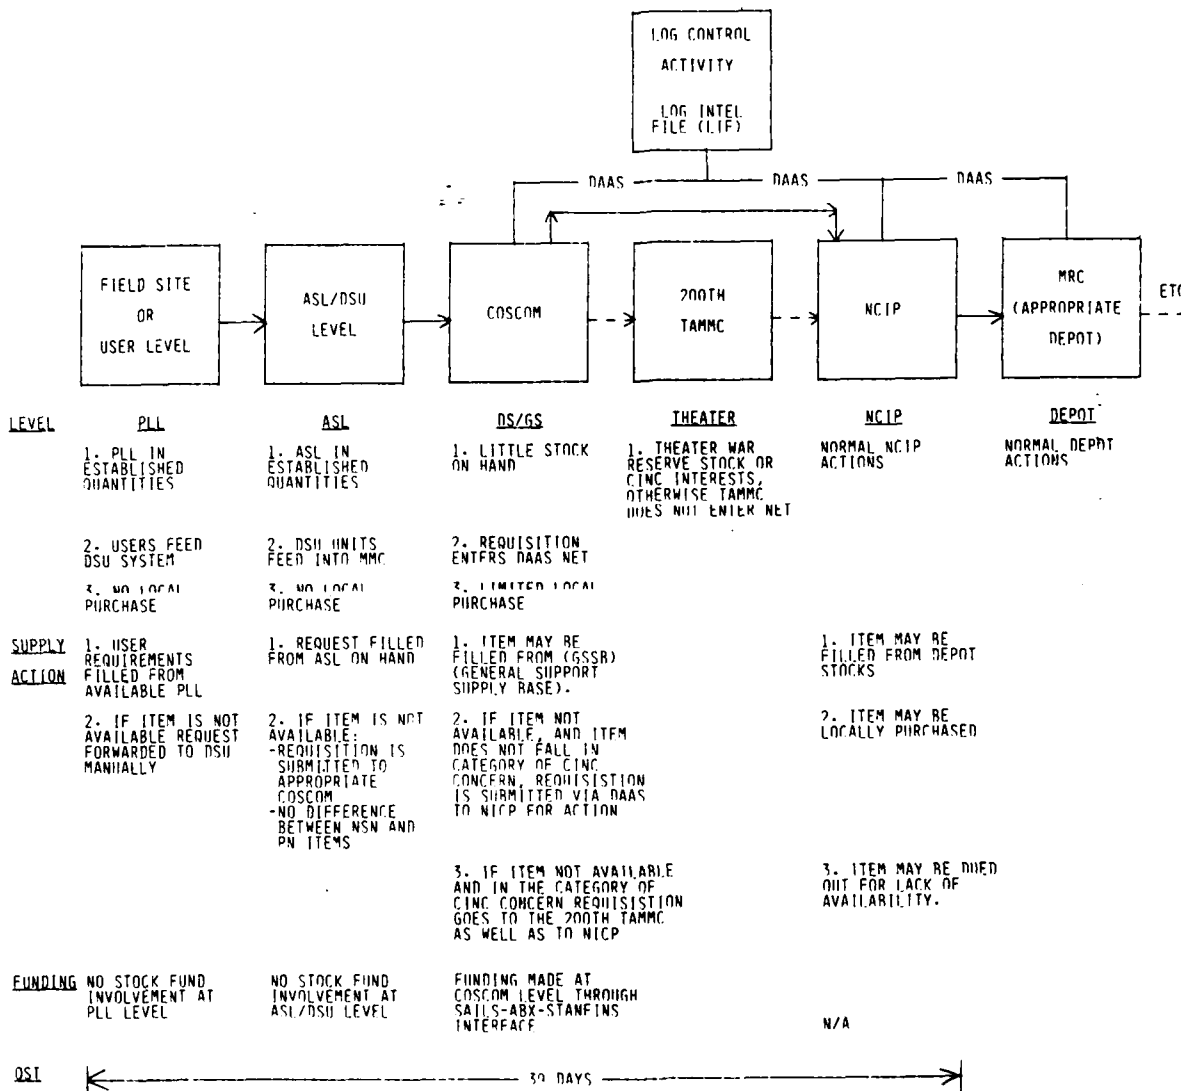 LOG CONTROL
ACTIVITY
LOG INTEL
FILE (LIF)
DAAS
DAAS
DAAS
FIELD SITE
OR
USER LEVEL
ASL/DSU
LEVEL
COSCOM
200TH
TAMMC
NCIP
MRC
(APPROPRIATE
DEPOT)
ETC
LEVEL
PLL
1. PLL IN
ESTABLISHED
QUANTITIES
2. USERS FEED
DSU SYSTEM
3. NO LOCAL
PURCHASE
ASL
1. ASL IN
ESTABLISHED
QUANTITIES
2. DSU UNITS
FEED INTO MMC
3. NO LOCAL
PURCHASE
DS/GS
1. LITTLE STOCK
ON HAND
2. REQUISITION
ENTERS DAAS NET
3. LIMITED LOCAL
PURCHASE
THEATER
1. THEATER WAR
RESERVE STOCK OR
CINC INTERESTS,
OTHERWISE TAMMC
DOES NOT ENTER NET
NCIP
NORMAL NCIP
ACTIONS
DEPOT
NORMAL DEPOT
ACTIONS
SUPPLY
ACTION
1. USER
REQUIREMENTS
FILLED FROM
AVAILABLE PLL
2. IF ITEM IS NOT
AVAILABLE REQUEST
FORWARDED TO DSU
MANUALLY
1. REQUEST FILLED
FROM ASL ON HAND
2. IF ITEM IS NOT
AVAILABLE:
-REQUISITION IS
SUBMITTED TO
APPROPRIATE
COSCOM
-NO DIFFERENCE
BETWEEN NSN AND
PN ITEMS
1. ITEM MAY BE
FILLED FROM (GSSB)
(GENERAL SUPPORT
SUPPLY BASE).
2. IF ITEM NOT
AVAILABLE, AND ITEM
DOES NOT FALL IN
CATEGORY OF CINC
CONCERN, REQUISISTION
IS SUBMITTED VIA DAAS
TO NICP FOR ACTION
3. IF ITEM NOT AVAILABLE
AND IN THE CATEGORY OF
CINC CONCERN REQUISISTION
GOES TO THE 200TH TAMMC
AS WELL AS TO NICP
1. ITEM MAY BE
FILLED FROM DEPOT
STOCKS
2. ITEM MAY BE
LOCALLY PURCHASED
3. ITEM MAY BE DUED
OUT FOR LACK OF
AVAILABILITY.
FUNDING
NO STOCK FUND
INVOLVEMENT AT
PLL LEVEL
NO STOCK FUND
INVOLVEMENT AT
ASL/DSU LEVEL
FUNDING MADE AT
COSCOM LEVEL THROUGH
SAILS-ABX-STANFINS
INTERFACE
N/A
OST
DAYS